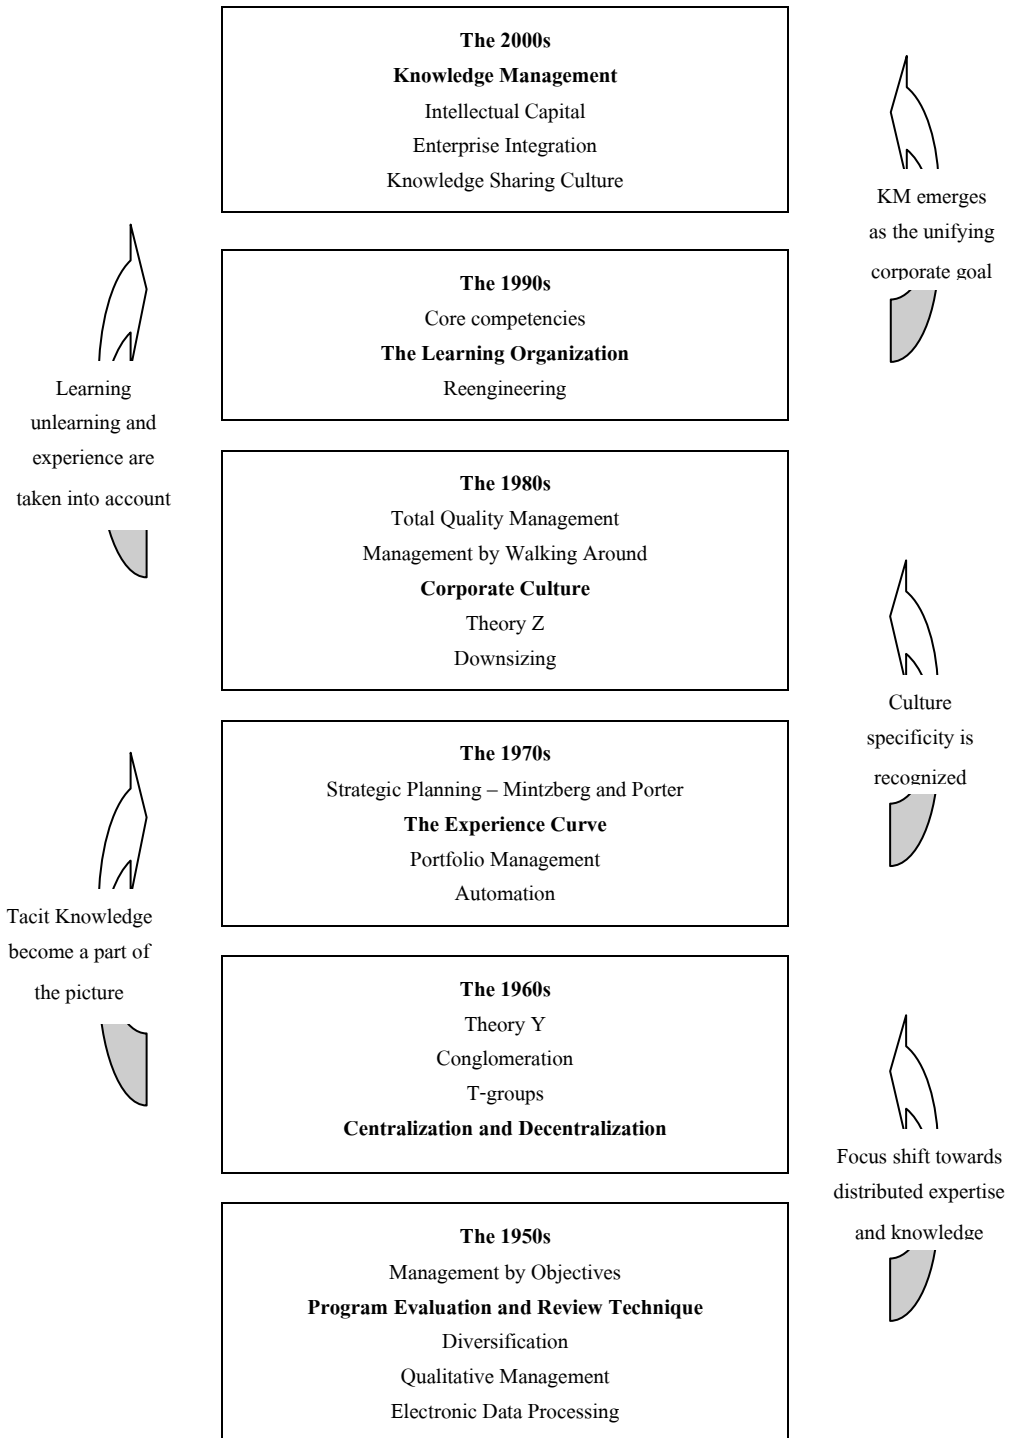 The 2000s
Knowledge Management
Intellectual Capital
Enterprise Integration
Knowledge Sharing Culture
KM emerges
as the unifying
corporate goal
The 1990s
Core competencies
The Learning Organization
Reengineering
Learning
unlearning and
experience are
taken into account
The 1980s
Total Quality Management
Management by Walking Around
Corporate Culture
Theory Z
Downsizing
Culture
specificity is
recognized
The 1970s
Strategic Planning – Mintzberg and Porter
The Experience Curve
Portfolio Management
Automation
Tacit Knowledge
become a part of
the picture
The 1960s
Theory Y
Conglomeration
T-groups
Centralization and Decentralization
Focus shift towards
distributed expertise
and knowledge
The 1950s
Management by Objectives
Program Evaluation and Review Technique
Diversification
Qualitative Management
Electronic Data Processing